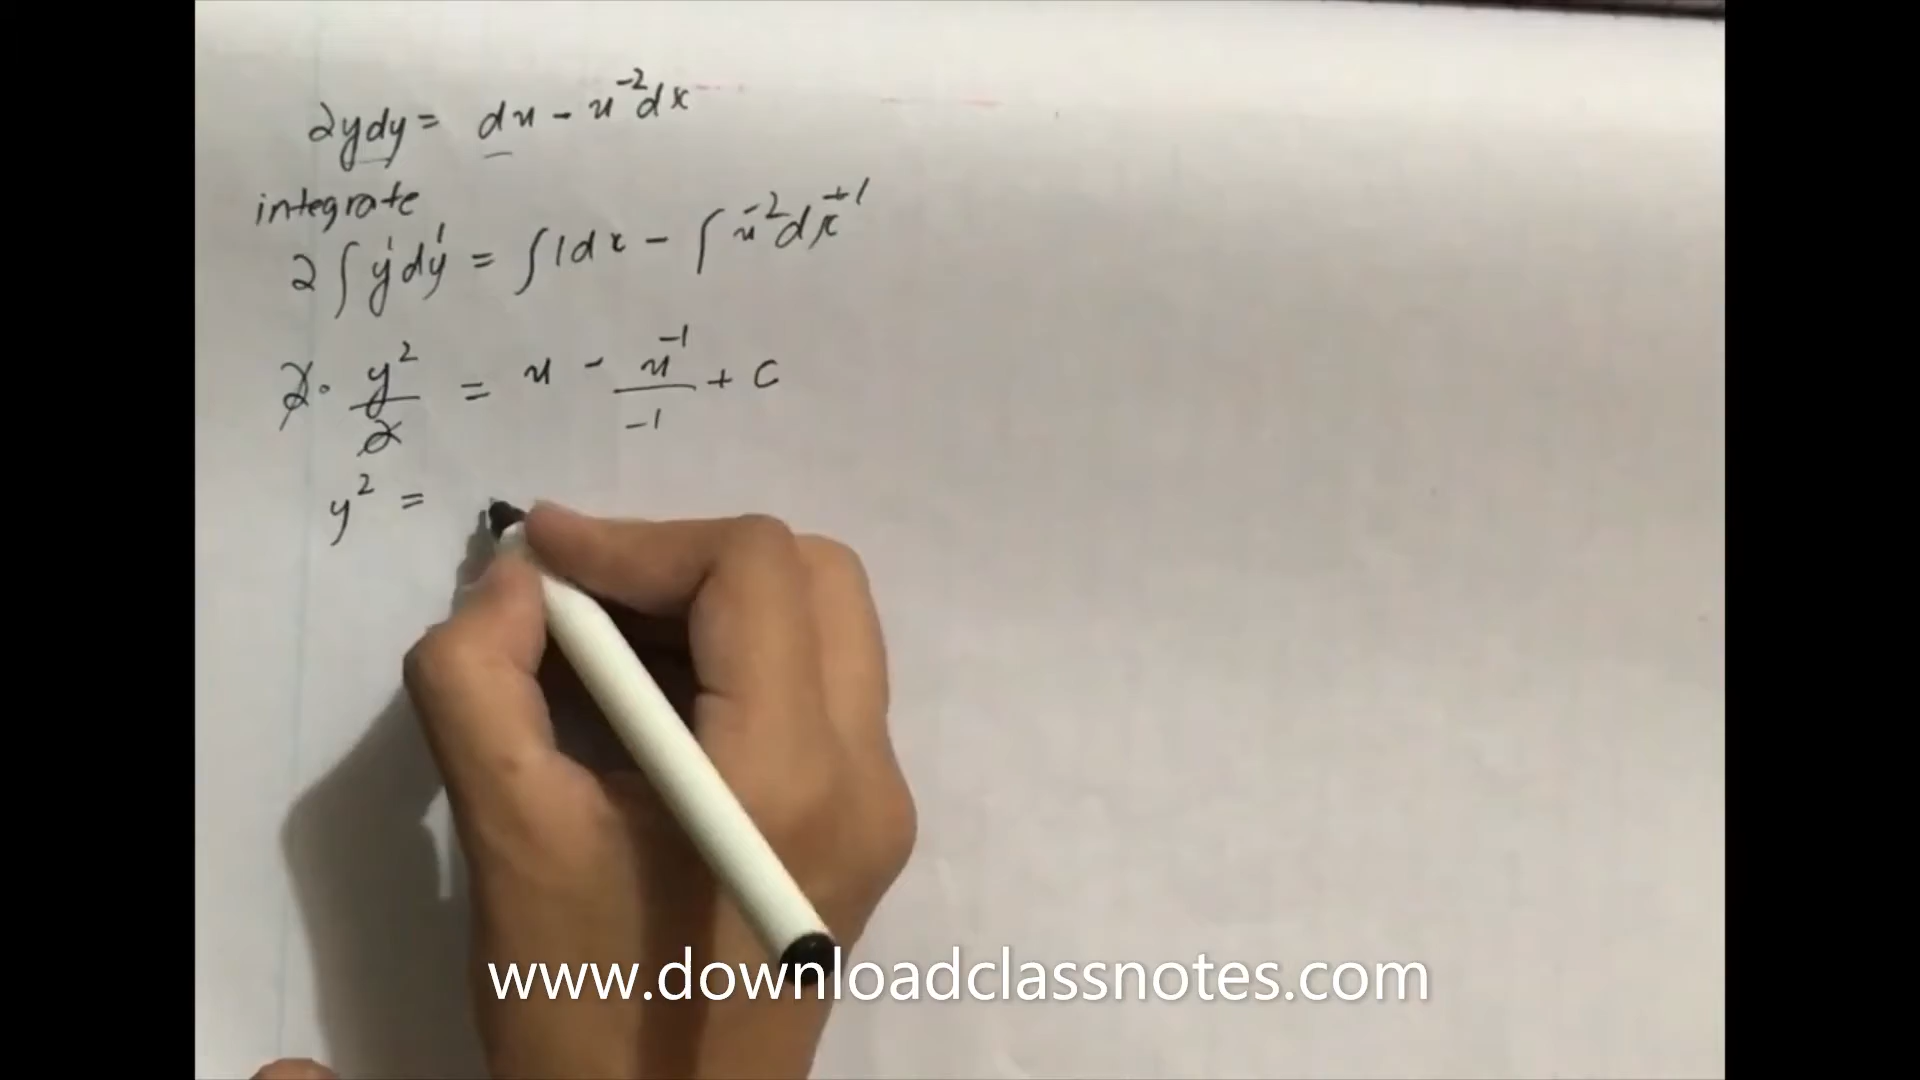 2ydy = dx - x⁻²dx
integrate
2 ∫ y¹dy¹ = ∫ 1dx - ∫ x⁻²dx⁺¹
2 · y²/2 = x - x⁻¹/-1 + c
y² =
www.downloadclassnotes.com